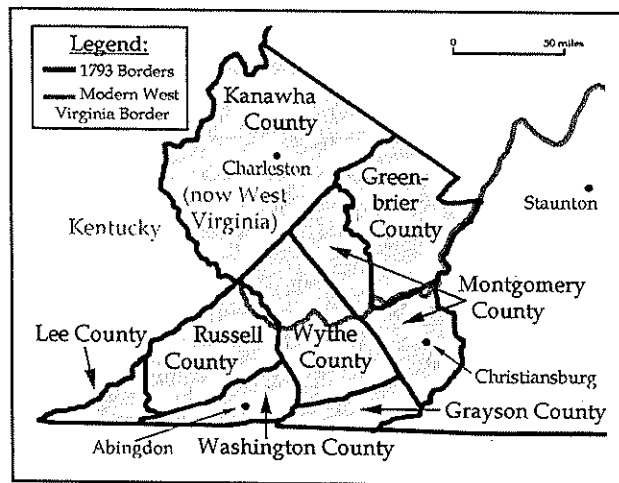 Legend:
1793 Borders
Modern West
Virginia Border
0
50 miles
Kanawha
County
Charleston
(now West
Virginia)
Green-
brier
County
Staunton
Kentucky
Montgomery
County
Lee County
Russell
County
Wythe
County
Christiansburg
Grayson County
Abingdon
Washington County